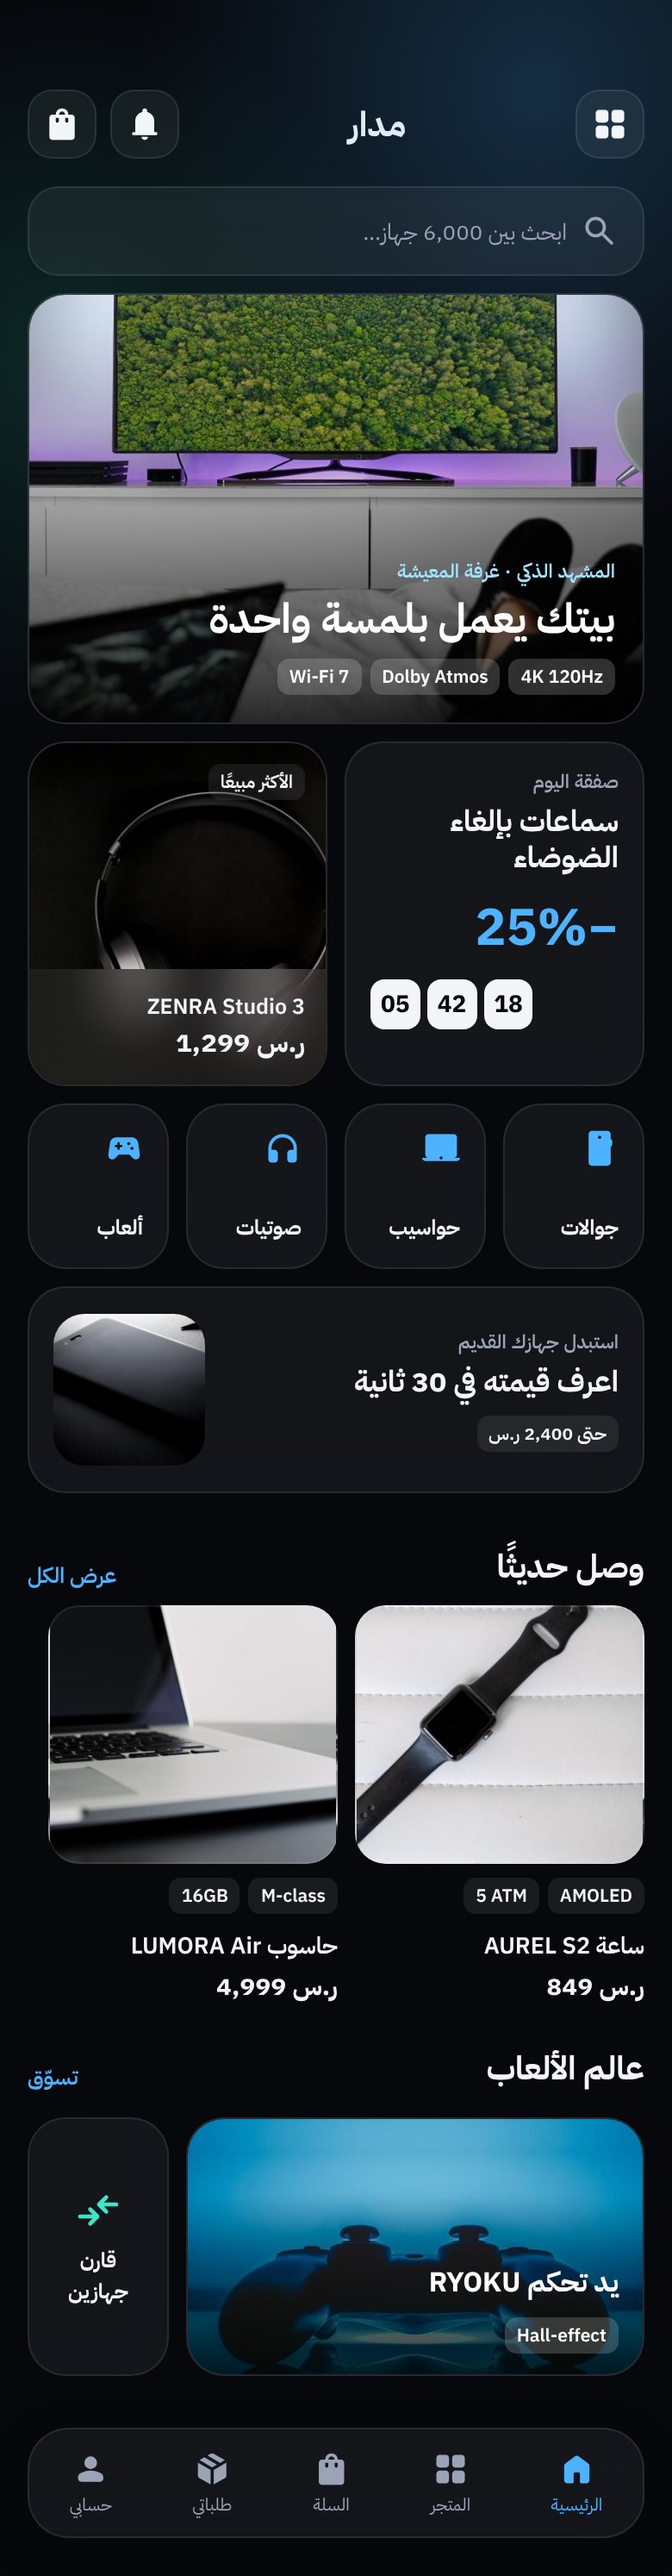 مدار
ابحث بين 6,000 جهاز...
المشهد الذكي · غرفة المعيشة
بيتك يعمل بلمسة واحدة
4K 120Hz
Dolby Atmos
Wi-Fi 7
صفقة اليوم
سماعات بإلغاء
الضوضاء
−25%
18
42
05
الأكثر مبيعًا
ZENRA Studio 3
1,299 ر.س
جوالات
حواسيب
صوتيات
ألعاب
استبدل جهازك القديم
اعرف قيمته في 30 ثانية
حتى 2,400 ر.س
وصل حديثًا
عرض الكل
AMOLED
5 ATM
ساعة AUREL S2
849 ر.س
M-class
16GB
حاسوب LUMORA Air
4,999 ر.س
عالم الألعاب
تسوّق
يد تحكم RYOKU
Hall-effect
قارن
جهازين
الرئيسية
المتجر
السلة
طلباتي
حسابي